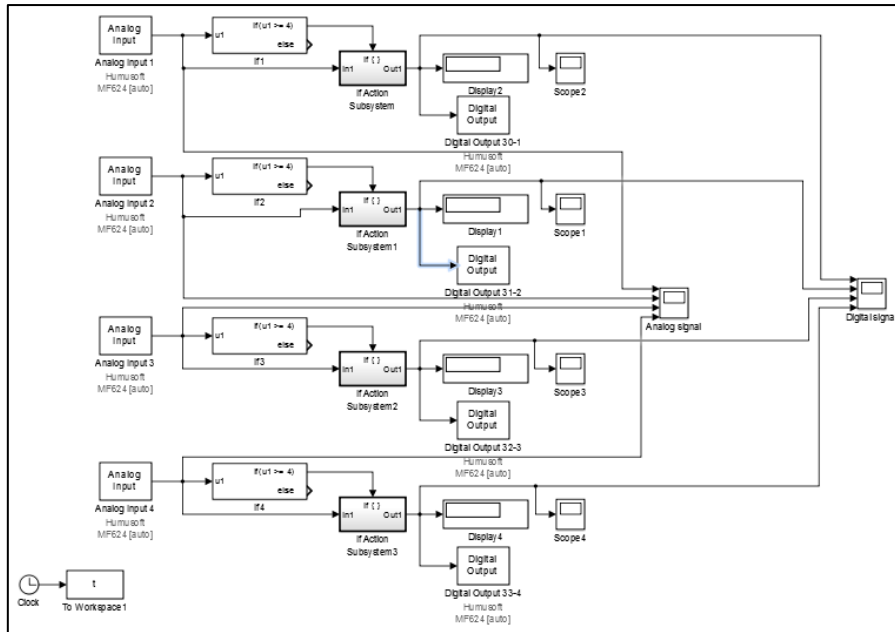 Analog
Input
Analog Input 1
Humusoft
MF624 [auto]
u1
if(u1 >= 4)
else
If1
If { }
In1
Out1
If Action
Subsystem
Display2
Scope2
Digital
Output
Digital Output 30-1
Humusoft
MF624 [auto]
Analog
Input
Analog Input 2
Humusoft
MF624 [auto]
u1
if(u1 >= 4)
else
If2
If { }
In1
Out1
If Action
Subsystem1
Display1
Scope1
Digital
Output
Digital Output 31-2
Humusoft
MF624 [auto]
Analog signal
Digital signa
Analog
Input
Analog Input 3
Humusoft
MF624 [auto]
u1
if(u1 >= 4)
else
If3
If { }
In1
Out1
If Action
Subsystem2
Display3
Scope3
Digital
Output
Digital Output 32-3
Humusoft
MF624 [auto]
Analog
Input
Analog Input 4
Humusoft
MF624 [auto]
u1
if(u1 >= 4)
else
If4
If { }
In1
Out1
If Action
Subsystem3
Display4
Scope4
Digital
Output
Digital Output 33-4
Humusoft
MF624 [auto]
Clock
t
To Workspace1